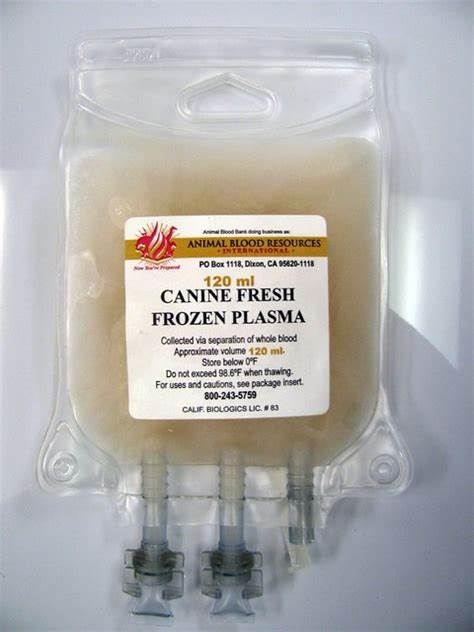 Animal Blood Bank doing business as:
ANIMAL BLOOD RESOURCES
INTERNATIONAL
Now You're Prepared
PO Box 1118, Dixon, CA 95620-1118
120 ml
CANINE FRESH
FROZEN PLASMA
Collected via separation of whole blood
Approximate volume 120 ml.
Store below 0°F
Do not exceed 98.6°F when thawing.
For uses and cautions, see package insert.
800-243-5759
CALIF. BIOLOGICS LIC. # 83